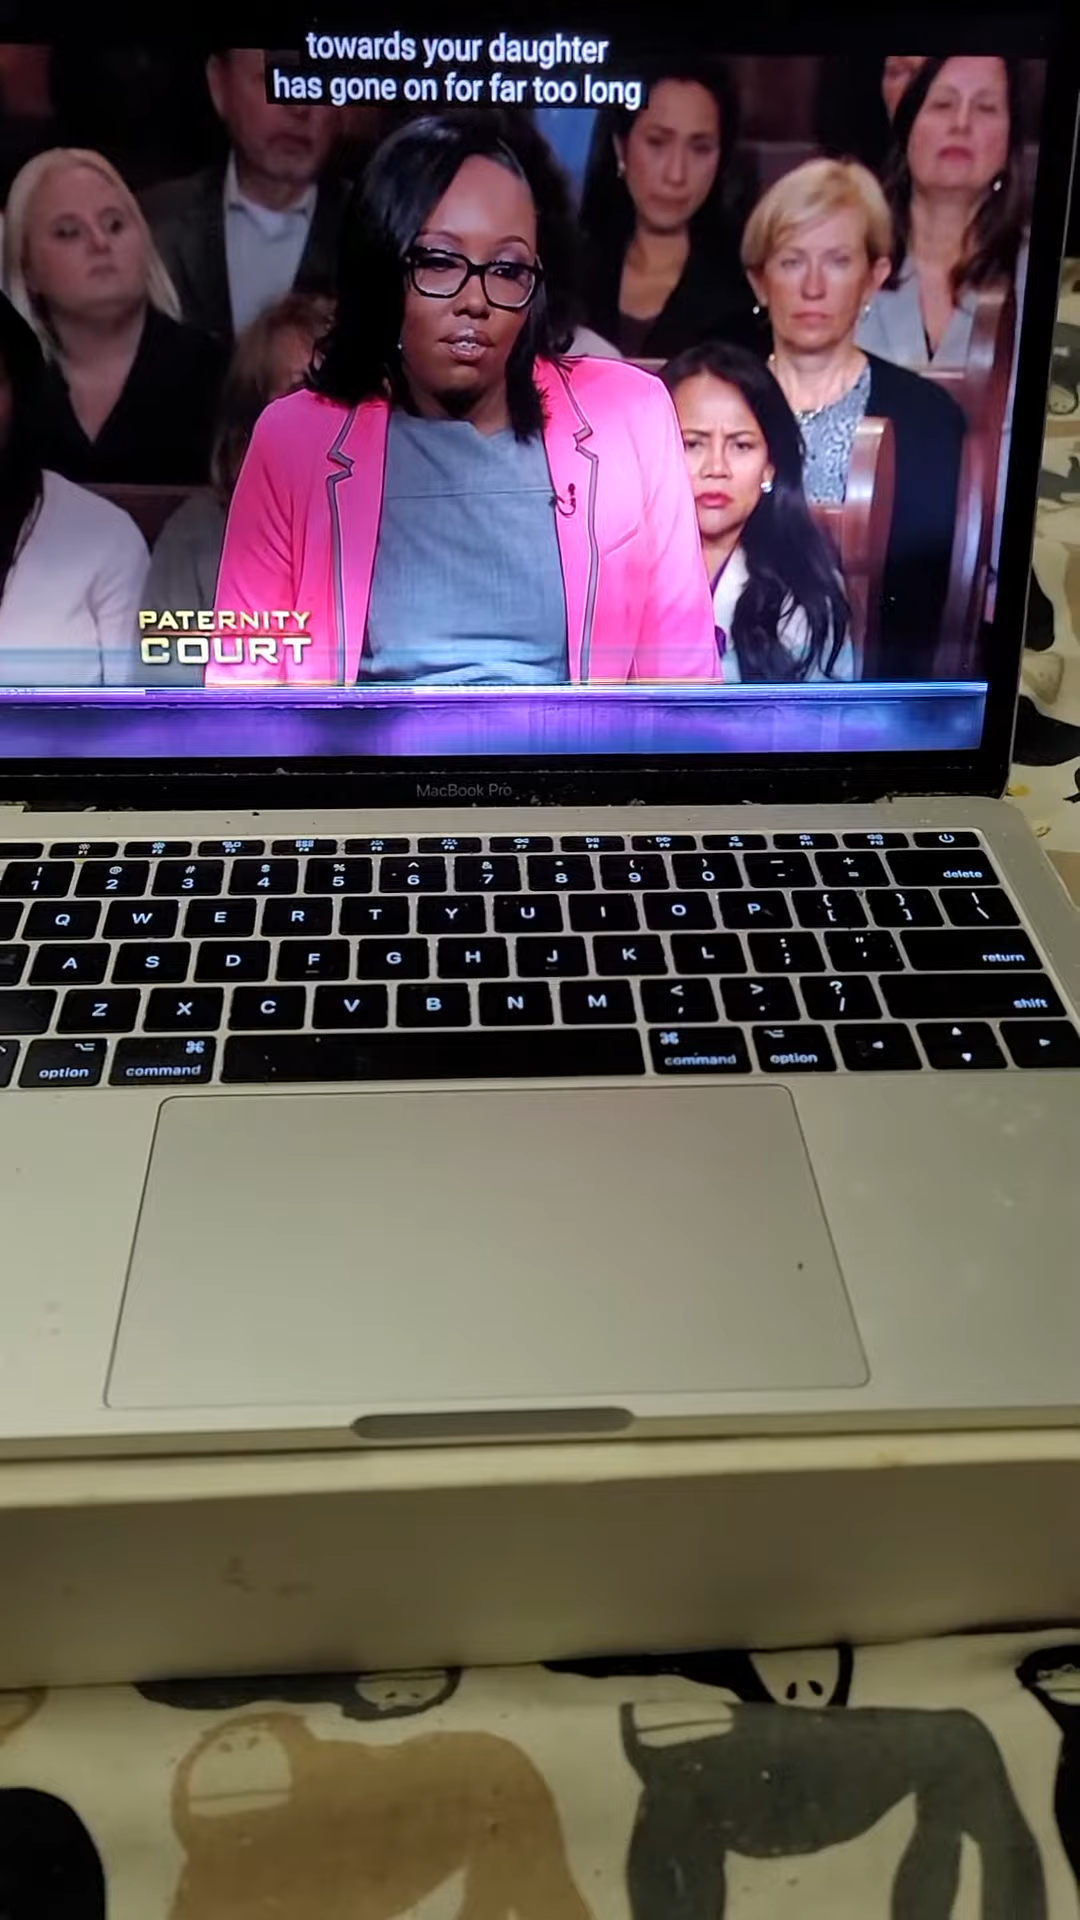 towards your daughter
has gone on for far too long
PATERNITY
COURT
MacBook Pro
! @ # $ % ^ & * ( ) _ +
1 2 3 4 5 6 7 8 9 0 - = delete
Q W E R T Y U I O P { [ } ] | \
A S D F G H J K L : ; " ' return
Z X C V B N M < , > . ? / shift
option command command option